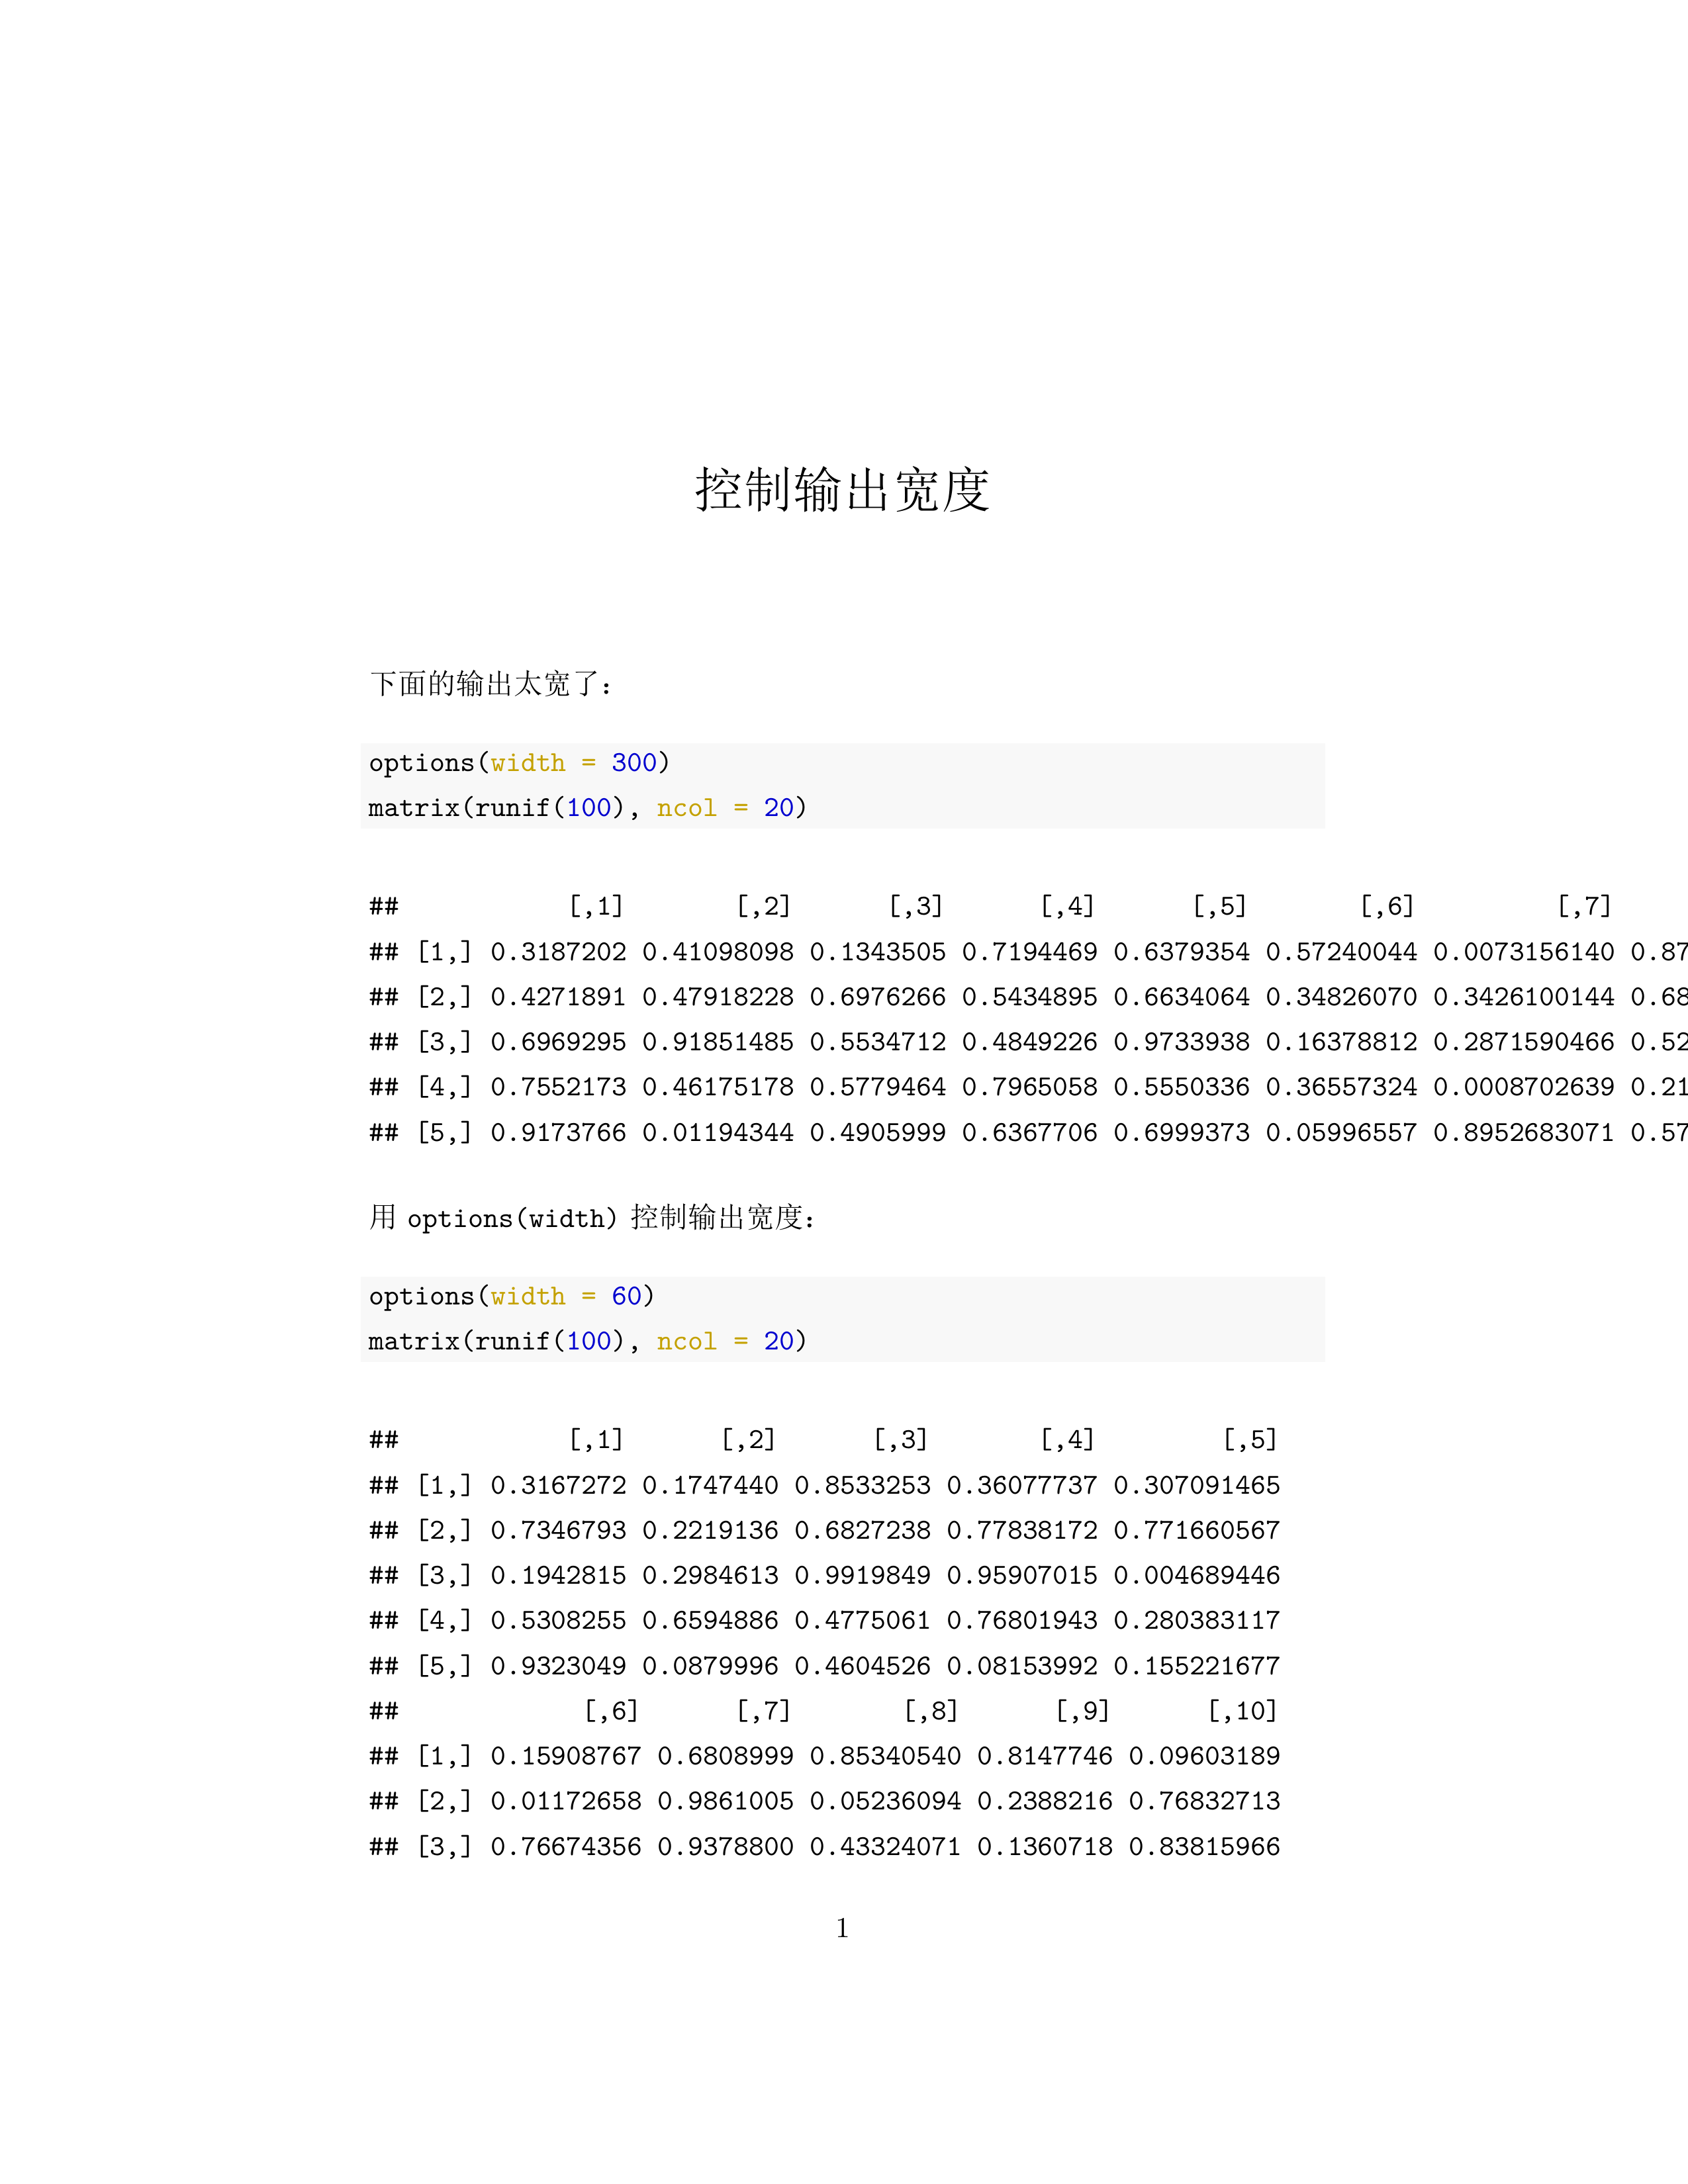 控制输出宽度
下面的输出太宽了：
options(width = 300)
matrix(runif(100), ncol = 20)
##           [,1]       [,2]      [,3]      [,4]      [,5]       [,6]         [,7]
## [1,] 0.3187202 0.41098098 0.1343505 0.7194469 0.6379354 0.57240044 0.0073156140 0.87
## [2,] 0.4271891 0.47918228 0.6976266 0.5434895 0.6634064 0.34826070 0.3426100144 0.68
## [3,] 0.6969295 0.91851485 0.5534712 0.4849226 0.9733938 0.16378812 0.2871590466 0.52
## [4,] 0.7552173 0.46175178 0.5779464 0.7965058 0.5550336 0.36557324 0.0008702639 0.21
## [5,] 0.9173766 0.01194344 0.4905999 0.6367706 0.6999373 0.05996557 0.8952683071 0.57
用 options(width) 控制输出宽度：
options(width = 60)
matrix(runif(100), ncol = 20)
##           [,1]      [,2]      [,3]       [,4]        [,5]
## [1,] 0.3167272 0.1747440 0.8533253 0.36077737 0.307091465
## [2,] 0.7346793 0.2219136 0.6827238 0.77838172 0.771660567
## [3,] 0.1942815 0.2984613 0.9919849 0.95907015 0.004689446
## [4,] 0.5308255 0.6594886 0.4775061 0.76801943 0.280383117
## [5,] 0.9323049 0.0879996 0.4604526 0.08153992 0.155221677
##            [,6]      [,7]       [,8]      [,9]      [,10]
## [1,] 0.15908767 0.6808999 0.85340540 0.8147746 0.09603189
## [2,] 0.01172658 0.9861005 0.05236094 0.2388216 0.76832713
## [3,] 0.76674356 0.9378800 0.43324071 0.1360718 0.83815966
1